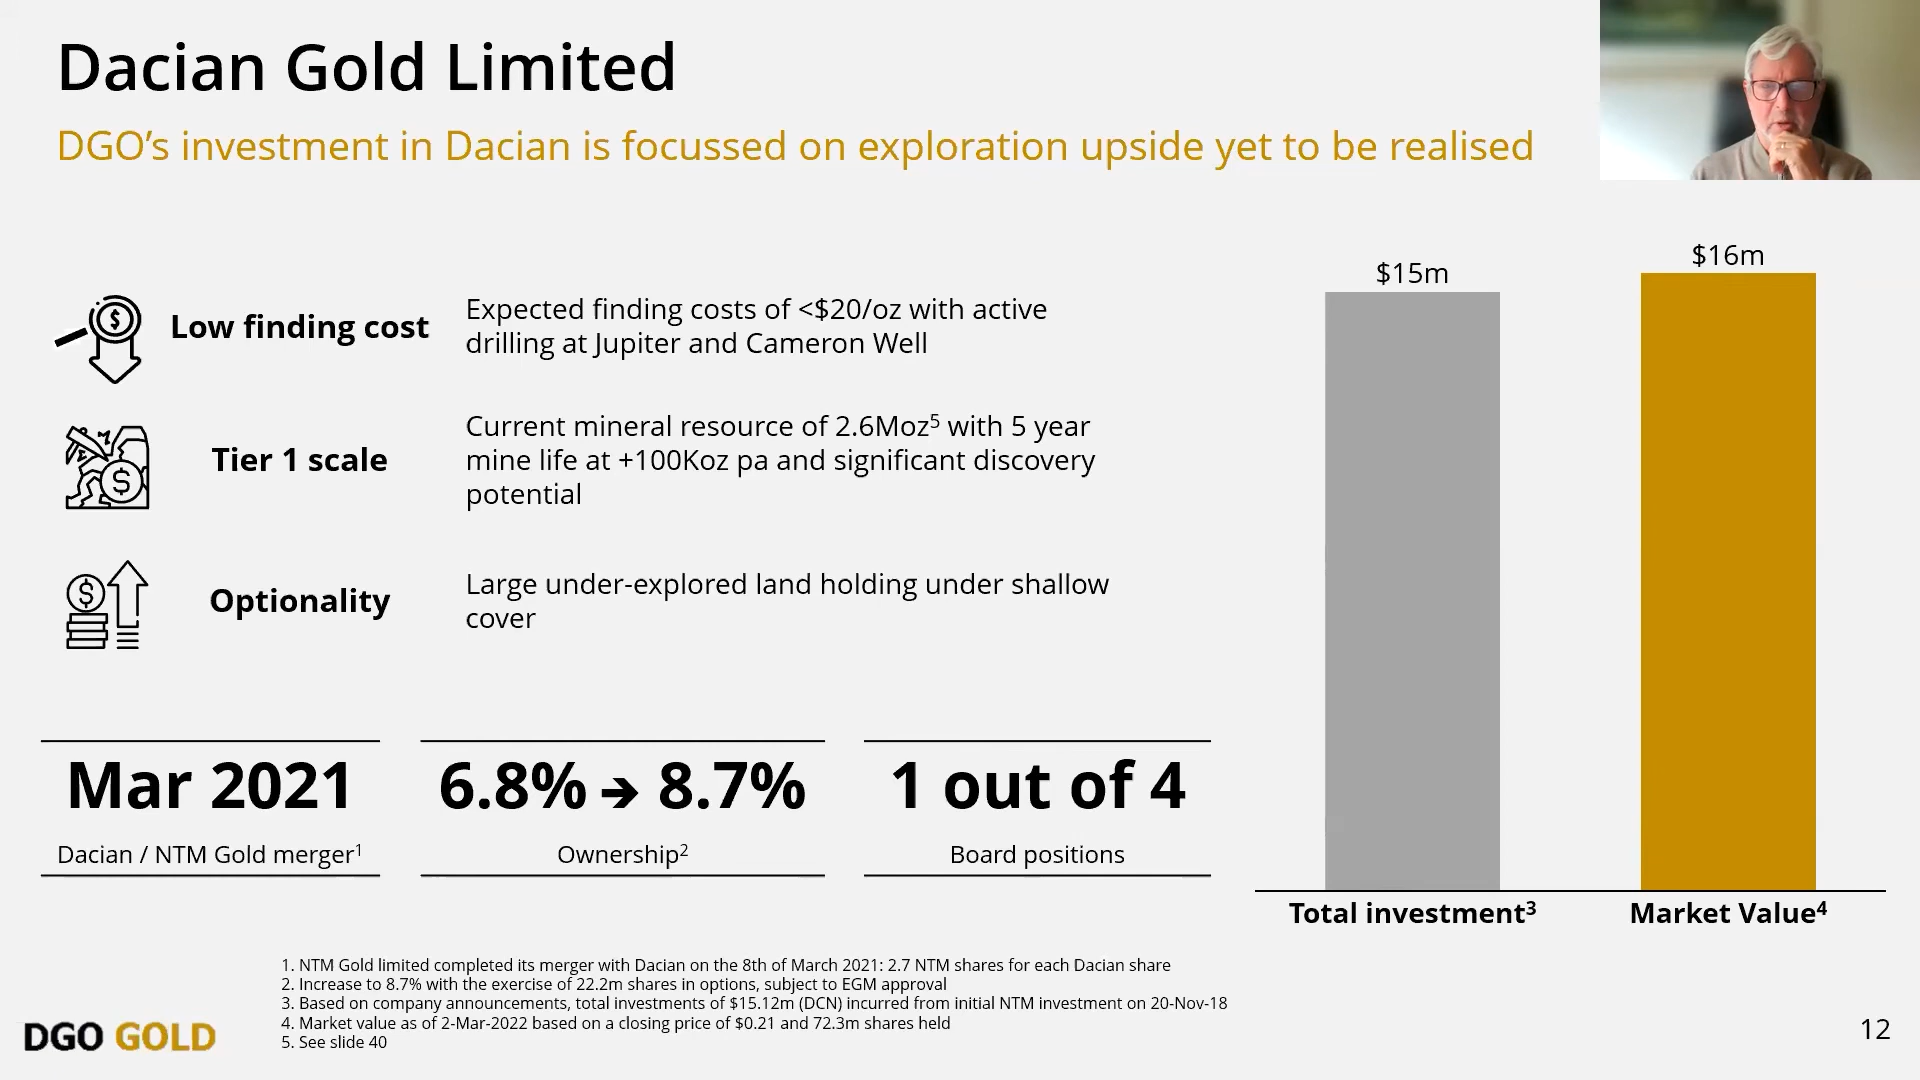 Dacian Gold Limited
DGO’s investment in Dacian is focussed on exploration upside yet to be realised
Low finding cost
Expected finding costs of <$20/oz with active
drilling at Jupiter and Cameron Well
Tier 1 scale
Current mineral resource of 2.6Moz5 with 5 year
mine life at +100Koz pa and significant discovery
potential
Optionality
Large under-explored land holding under shallow
cover
Mar 2021
Dacian / NTM Gold merger1
6.8% ➔ 8.7%
Ownership2
1 out of 4
Board positions
$15m
$16m
Total investment3
Market Value4
1. NTM Gold limited completed its merger with Dacian on the 8th of March 2021: 2.7 NTM shares for each Dacian share
2. Increase to 8.7% with the exercise of 22.2m shares in options, subject to EGM approval
3. Based on company announcements, total investments of $15.12m (DCN) incurred from initial NTM investment on 20-Nov-18
4. Market value as of 2-Mar-2022 based on a closing price of $0.21 and 72.3m shares held
5. See slide 40
DGO GOLD
12